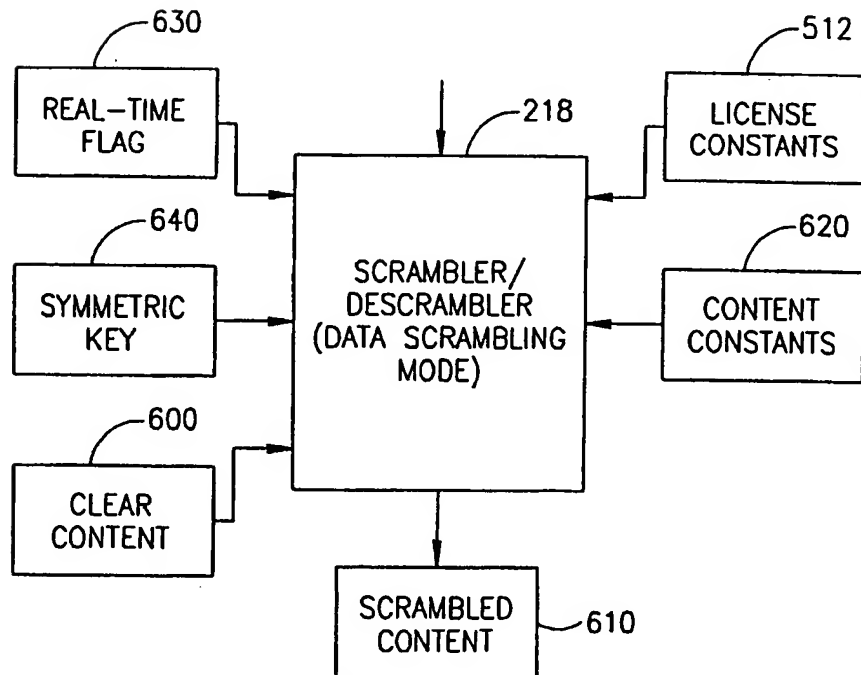 630
REAL-TIME
FLAG
640
SYMMETRIC
KEY
600
CLEAR
CONTENT
218
SCRAMBLER/
DESCRAMBLER
(DATA SCRAMBLING
MODE)
512
LICENSE
CONSTANTS
620
CONTENT
CONSTANTS
SCRAMBLED
CONTENT
610